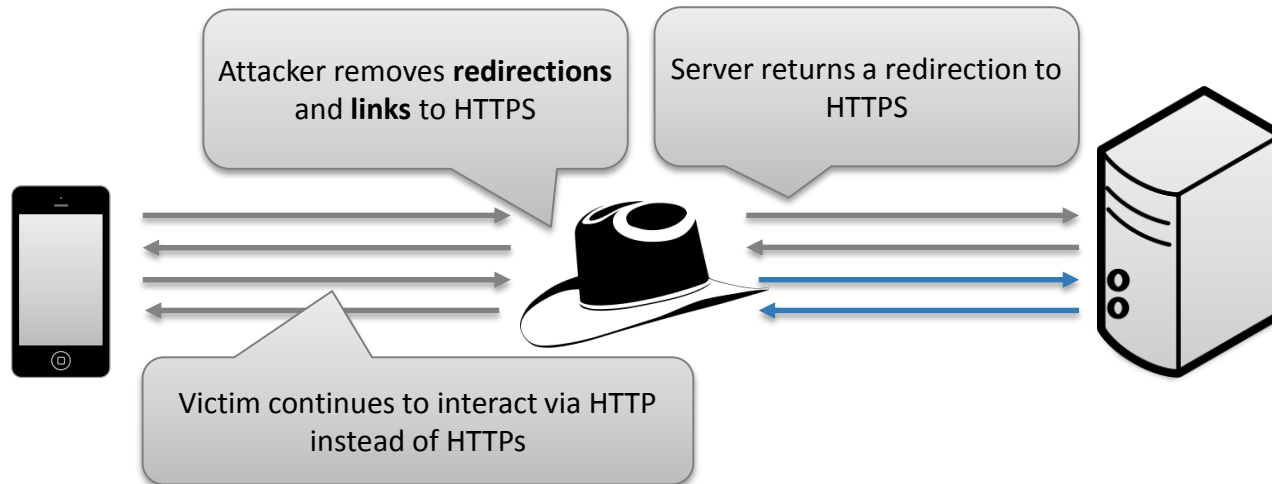 Attacker removes redirections
and links to HTTPS
Server returns a redirection to
HTTPS
Victim continues to interact via HTTP
instead of HTTPs